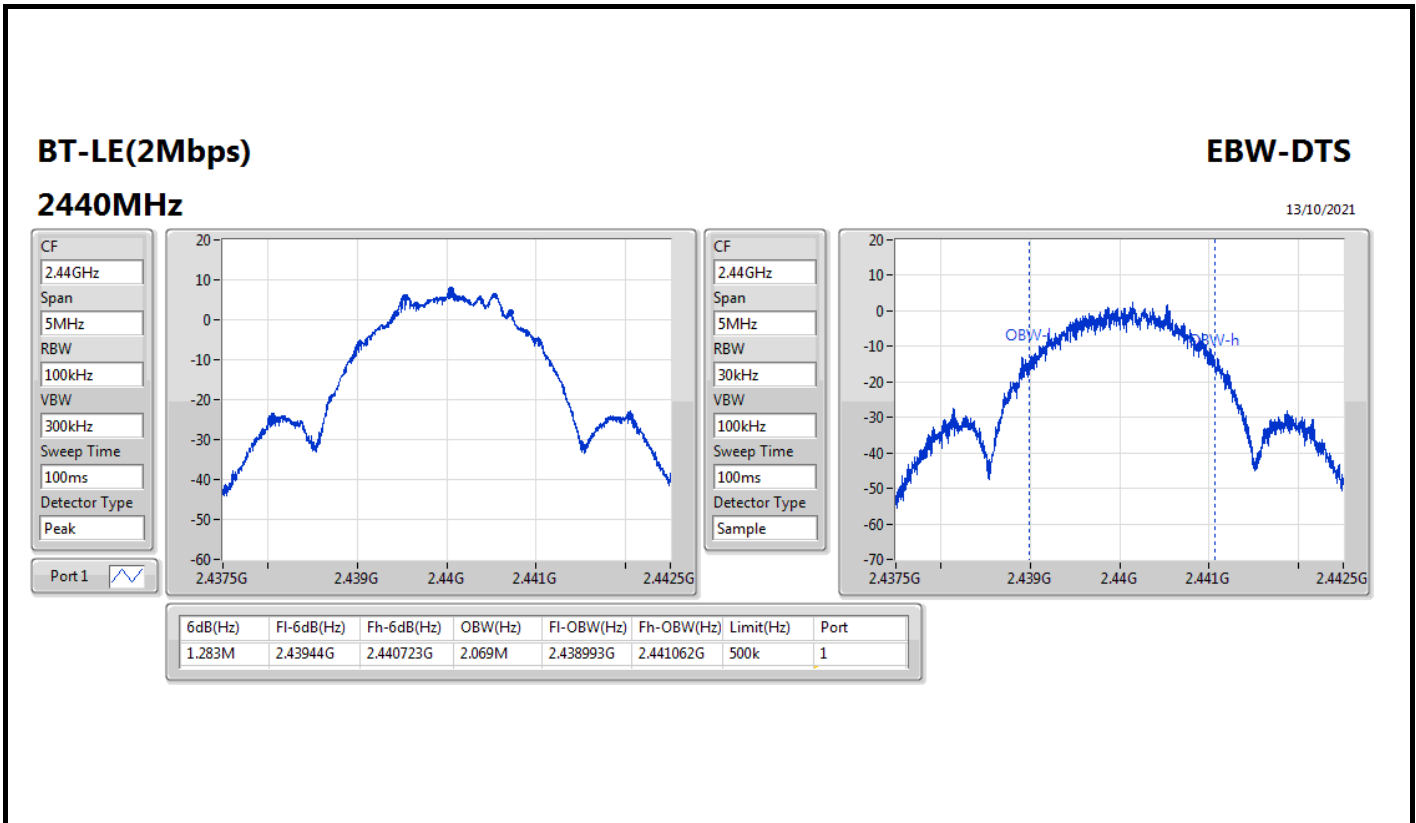 BT-LE(2Mbps)
EBW-DTS
2440MHz
13/10/2021
CF
2.44GHz
Span
5MHz
RBW
100kHz
VBW
300kHz
Sweep Time
100ms
Detector Type
Peak
Port 1
20
10
0
-10
-20
-30
-40
-50
-60
2.4375G 2.439G 2.44G 2.441G 2.4425G
CF
2.44GHz
Span
5MHz
RBW
30kHz
VBW
100kHz
Sweep Time
100ms
Detector Type
Sample
20
10
0
-10
-20
-30
-40
-50
-60
-70
OBW-l
OBW-h
2.4375G 2.439G 2.44G 2.441G 2.4425G
6dB(Hz) Fl-6dB(Hz) Fh-6dB(Hz) OBW(Hz) Fl-OBW(Hz) Fh-OBW(Hz) Limit(Hz) Port
1.283M 2.43944G 2.440723G 2.069M 2.438993G 2.441062G 500k 1